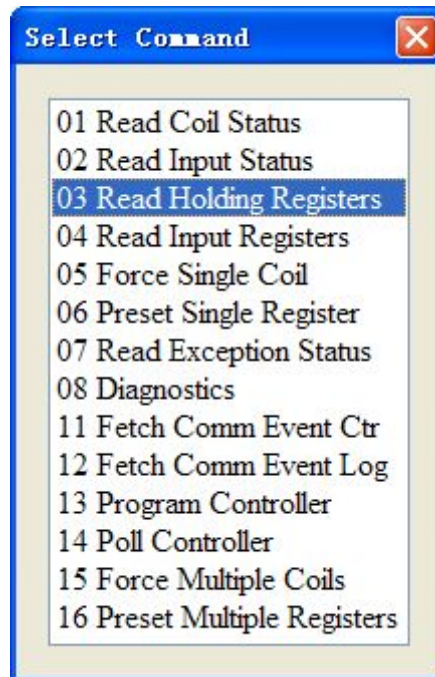 Select Command
01 Read Coil Status
02 Read Input Status
03 Read Holding Registers
04 Read Input Registers
05 Force Single Coil
06 Preset Single Register
07 Read Exception Status
08 Diagnostics
11 Fetch Comm Event Ctr
12 Fetch Comm Event Log
13 Program Controller
14 Poll Controller
15 Force Multiple Coils
16 Preset Multiple Registers